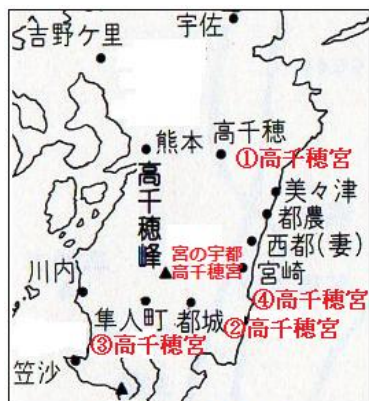 宇佐
吉野ケ里
熊本
高千穂
①高千穂宮
高千穂峰
美々津
都農
宮の宇都
高千穂宮
西都(妻)
宮崎
川内
④高千穂宮
隼人町
都城
②高千穂宮
③高千穂宮
笠沙